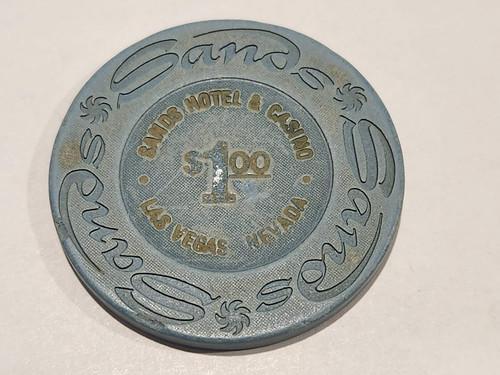 Sands
Sands
Sands
SANDS HOTEL & CASINO
$1.00
LAS VEGAS NEVADA